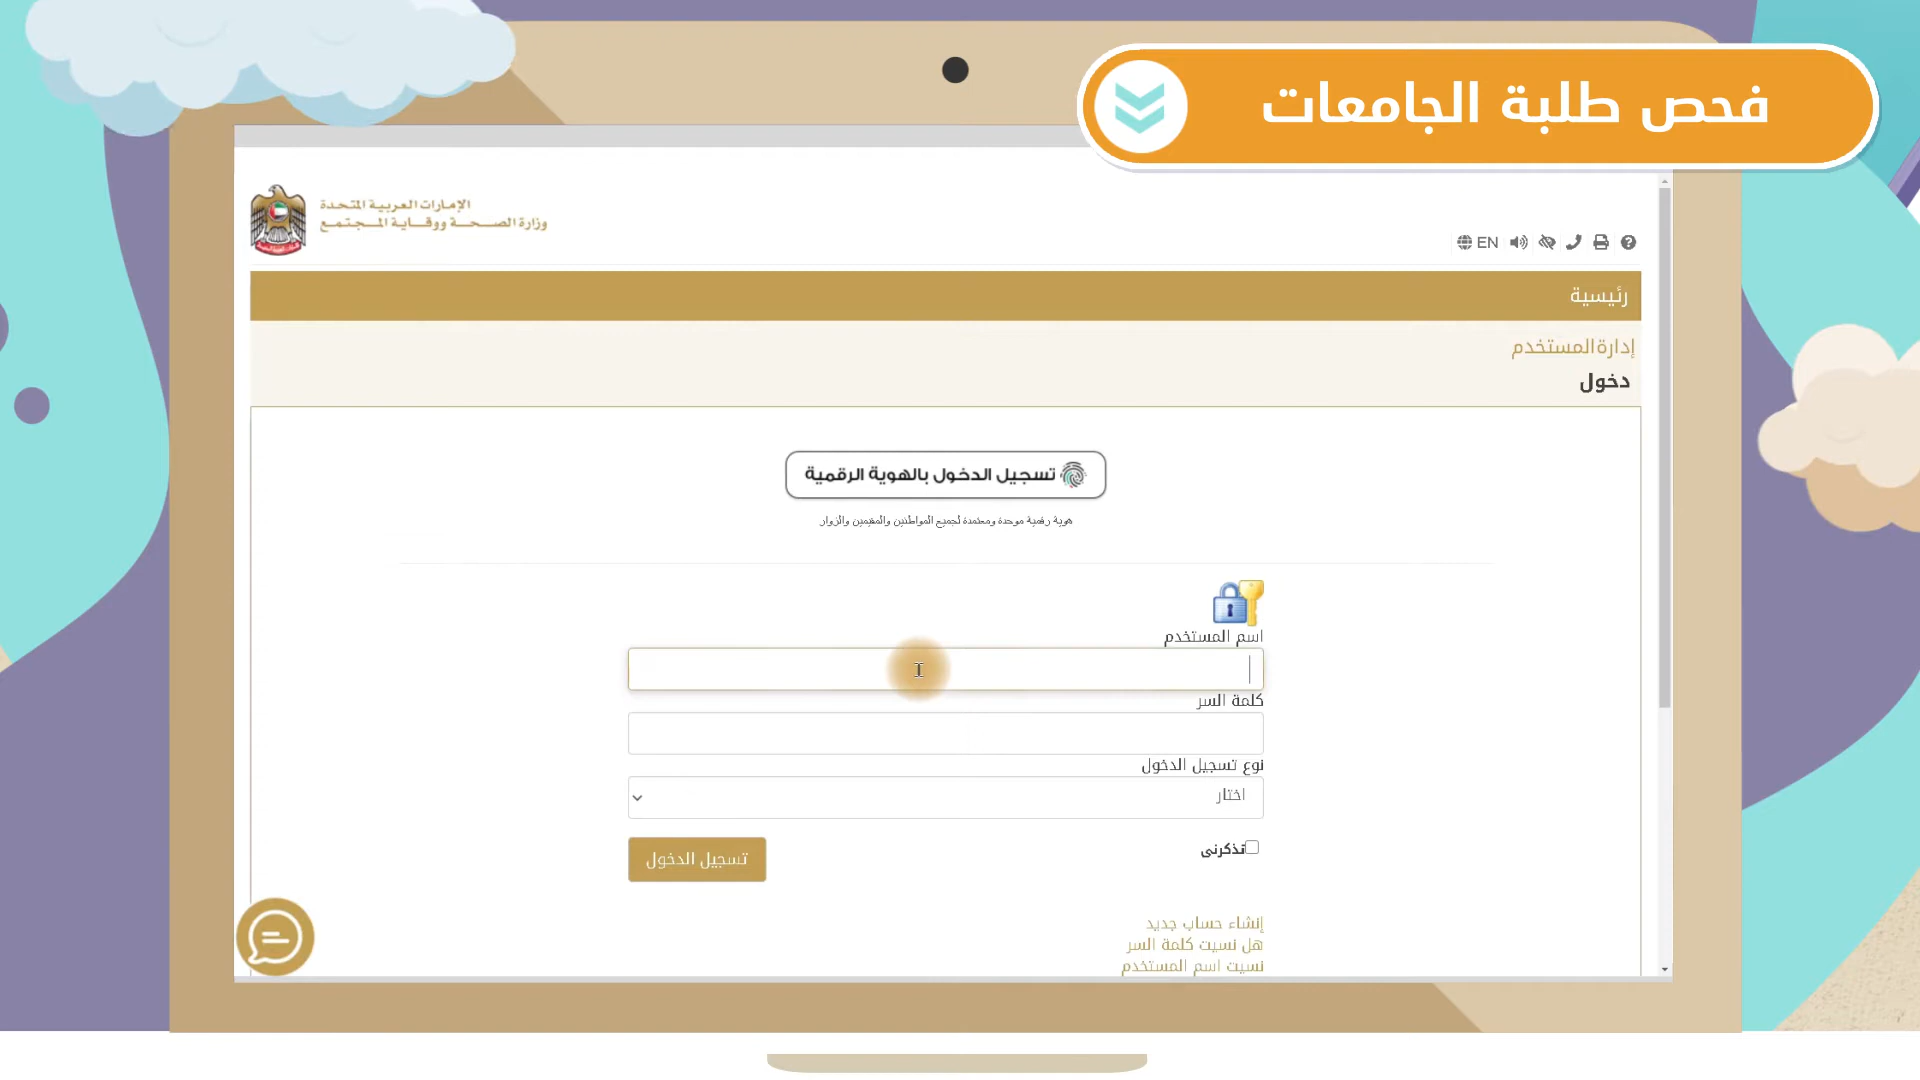 فحص طلبة الجامعات
الإمارات العربية المتحدة
وزارة الصحة ووقاية المجتمع
EN
رئيسية
إدارة المستخدم
دخول
تسجيل الدخول بالهوية الرقمية
هوية رقمية موحدة ومعتمدة لجميع المواطنين والمقيمين والزوار
اسم المستخدم
كلمة السر
نوع تسجيل الدخول
اختار
تذكرنى
تسجيل الدخول
إنشاء حساب جديد
هل نسيت كلمة السر
نسيت اسم المستخدم